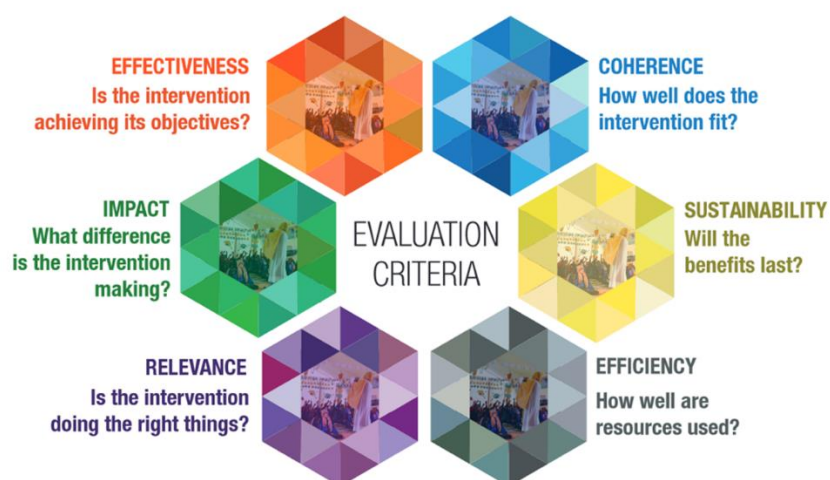 EFFECTIVENESS
Is the intervention
achieving its objectives?
COHERENCE
How well does the
intervention fit?
IMPACT
What difference
is the intervention
making?
EVALUATION
CRITERIA
SUSTAINABILITY
Will the
benefits last?
RELEVANCE
Is the intervention
doing the right things?
EFFICIENCY
How well are
resources used?